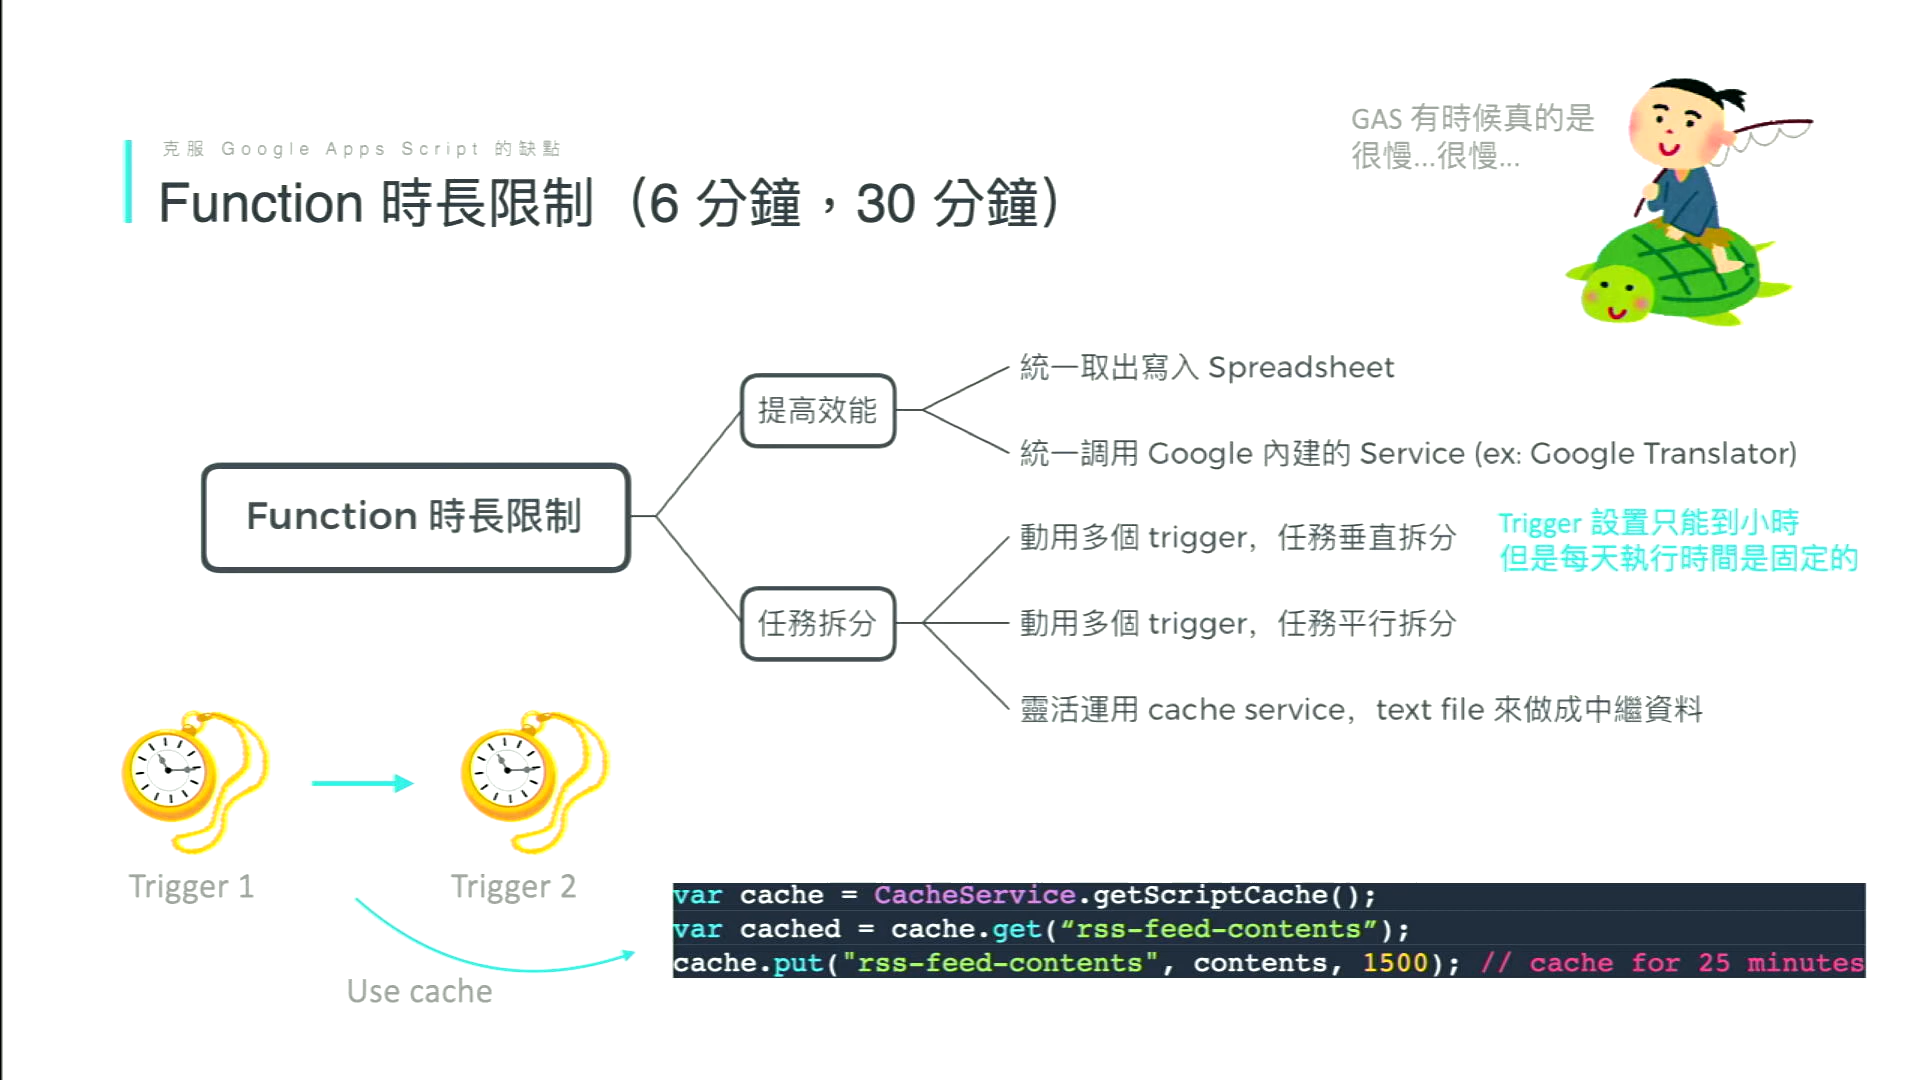 GAS 有時候真的是
很慢...很慢...
克服 Google Apps Script 的缺點
Function 時長限制（6 分鐘，30 分鐘）
Function 時長限制
提高效能
統一取出寫入 Spreadsheet
統一調用 Google 內建的 Service (ex: Google Translator)
任務拆分
動用多個 trigger，任務垂直拆分
Trigger 設置只能到小時
但是每天執行時間是固定的
動用多個 trigger，任務平行拆分
靈活運用 cache service，text file 來做成中繼資料
Trigger 1
Trigger 2
Use cache
var cache = CacheService.getScriptCache();
var cached = cache.get(“rss-feed-contents”);
cache.put("rss-feed-contents", contents, 1500); // cache for 25 minutes